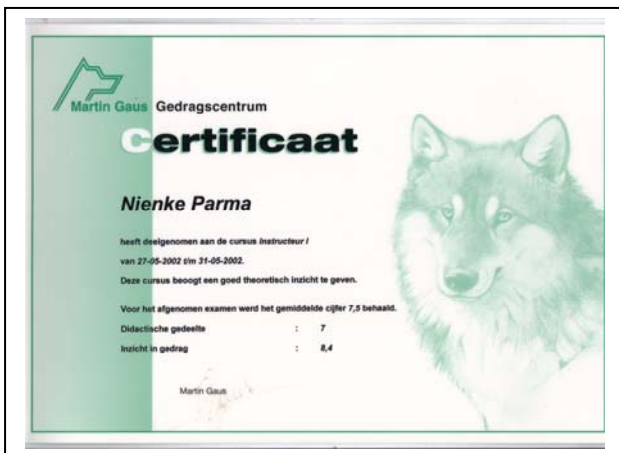 Martin Gaus Gedragscentrum
Certificaat
Nienke Parma
heeft deelgenomen aan de cursus Instructeur I
van 27-05-2002 t/m 31-05-2002.
Deze cursus beoogt een goed theoretisch inzicht te geven.
Voor het afgenomen examen werd het gemiddelde cijfer 7,5 behaald.
Didactische gedeelte : 7
Inzicht in gedrag : 8,4
Martin Gaus